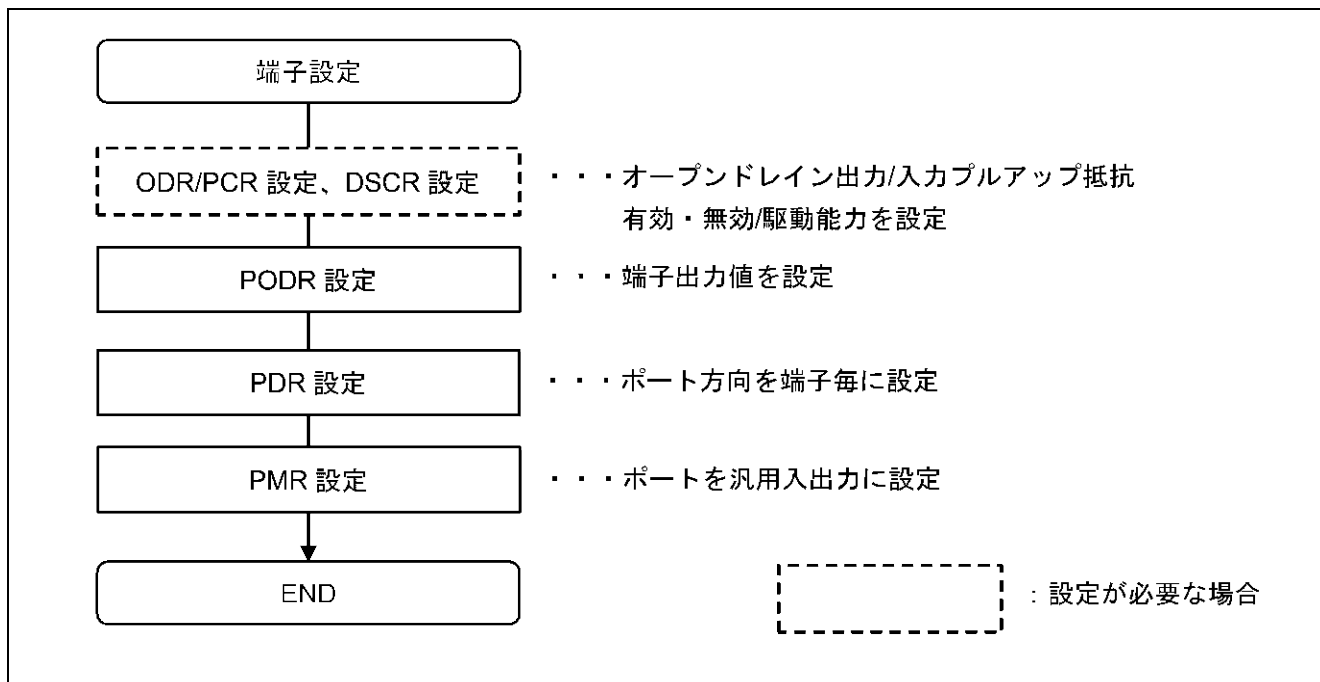 端子設定
ODR/PCR 設定、DSCR 設定
・・・オープンドレイン出力/入力プルアップ抵抗
有効・無効/駆動能力を設定
PODR 設定
・・・端子出力値を設定
PDR 設定
・・・ポート方向を端子毎に設定
PMR 設定
・・・ポートを汎用入出力に設定
END
：設定が必要な場合